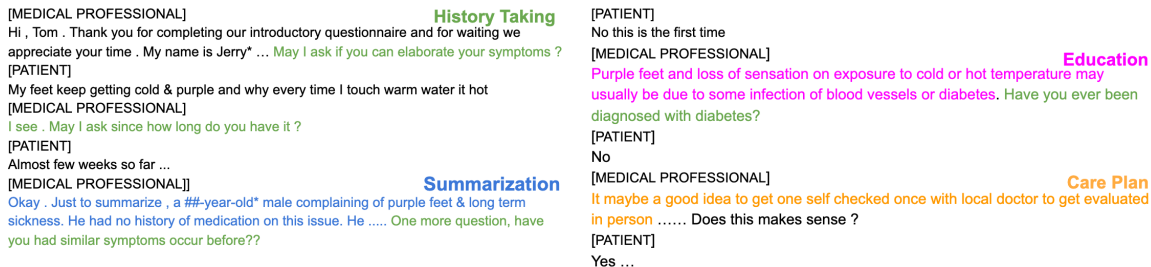 [MEDICAL PROFESSIONAL]
History Taking
Hi , Tom . Thank you for completing our introductory questionnaire and for waiting we
appreciate your time . My name is Jerry* … May I ask if you can elaborate your symptoms ?
[PATIENT]
My feet keep getting cold & purple and why every time I touch warm water it hot
[MEDICAL PROFESSIONAL]
I see . May I ask since how long do you have it ?
[PATIENT]
Almost few weeks so far ...
[MEDICAL PROFESSIONAL]]
Summarization
Okay . Just to summarize , a ##-year-old* male complaining of purple feet & long term
sickness. He had no history of medication on this issue. He ..... One more question, have
you had similar symptoms occur before??
[PATIENT]
No this is the first time
[MEDICAL PROFESSIONAL]
Education
Purple feet and loss of sensation on exposure to cold or hot temperature may
usually be due to some infection of blood vessels or diabetes. Have you ever been
diagnosed with diabetes?
[PATIENT]
No
[MEDICAL PROFESSIONAL]
Care Plan
It maybe a good idea to get one self checked once with local doctor to get evaluated
in person …… Does this makes sense ?
[PATIENT]
Yes …